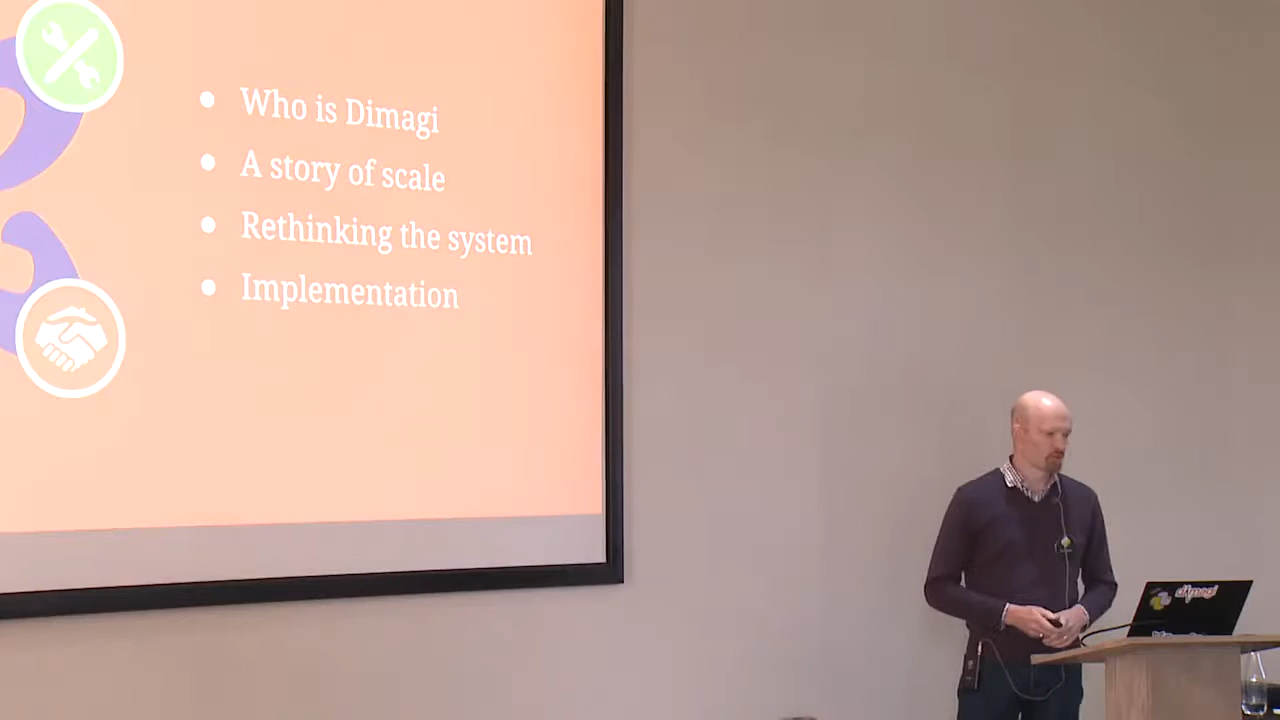 Who is Dimagi
A story of scale
Rethinking the system
Implementation
dimagi